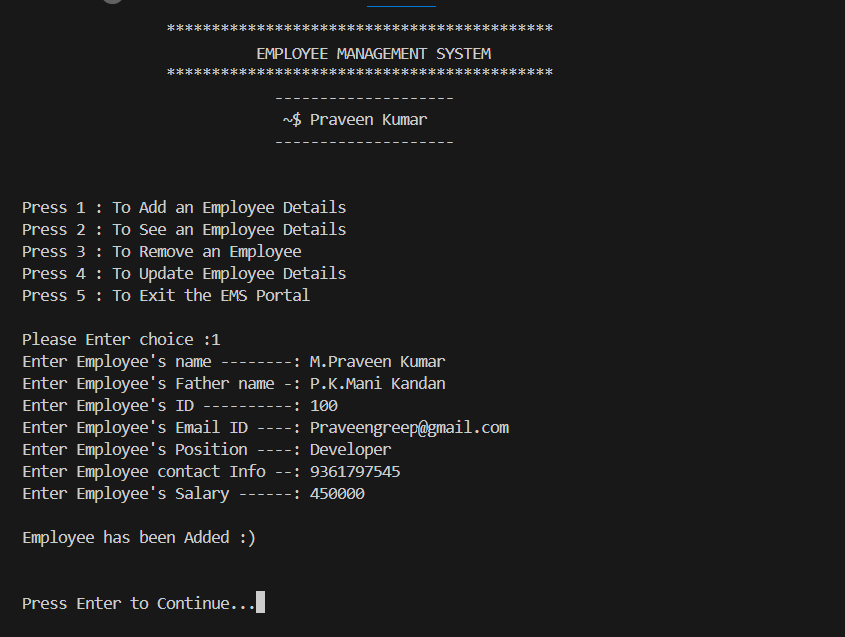 *******************************************
EMPLOYEE MANAGEMENT SYSTEM
*******************************************
--------------------
~$ Praveen Kumar
--------------------
Press 1 : To Add an Employee Details
Press 2 : To See an Employee Details
Press 3 : To Remove an Employee
Press 4 : To Update Employee Details
Press 5 : To Exit the EMS Portal
Please Enter choice :1
Enter Employee's name --------: M.Praveen Kumar
Enter Employee's Father name -: P.K.Mani Kandan
Enter Employee's ID ----------: 100
Enter Employee's Email ID ----: Praveengreep@gmail.com
Enter Employee's Position ----: Developer
Enter Employee contact Info --: 9361797545
Enter Employee's Salary ------: 450000
Employee has been Added :)
Press Enter to Continue...